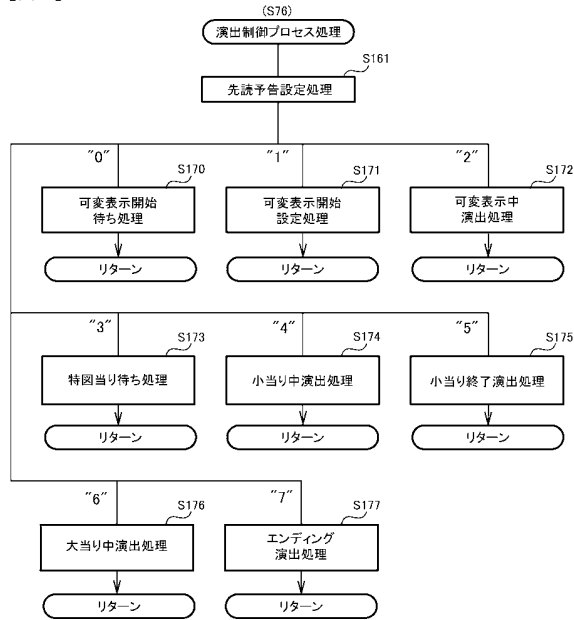 (S76)
演出制御プロセス処理
S161
先読予告設定処理
"0"
"1"
"2"
S170
S171
S172
可変表示開始
待ち処理
可変表示開始
設定処理
可変表示中
演出処理
リターン
リターン
リターン
"3"
"4"
"5"
S173
S174
S175
特図当り待ち処理
小当り中演出処理
小当り終了演出処理
リターン
リターン
リターン
"6"
"7"
S176
S177
大当り中演出処理
エンディング
演出処理
リターン
リターン